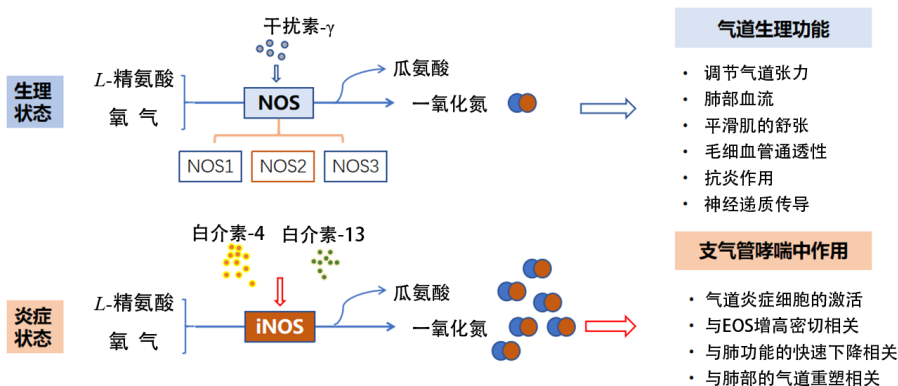 干扰素-γ
生理
状态
L-精氨酸
氧 气
NOS
瓜氨酸
一氧化氮
NOS1
NOS2
NOS3
气道生理功能
• 调节气道张力
• 肺部血流
• 平滑肌的舒张
• 毛细血管通透性
• 抗炎作用
• 神经递质传导
炎症
状态
白介素-4
白介素-13
L-精氨酸
氧 气
iNOS
瓜氨酸
一氧化氮
支气管哮喘中作用
• 气道炎症细胞的激活
• 与EOS增高密切相关
• 与肺功能的快速下降相关
• 与肺部的气道重塑相关